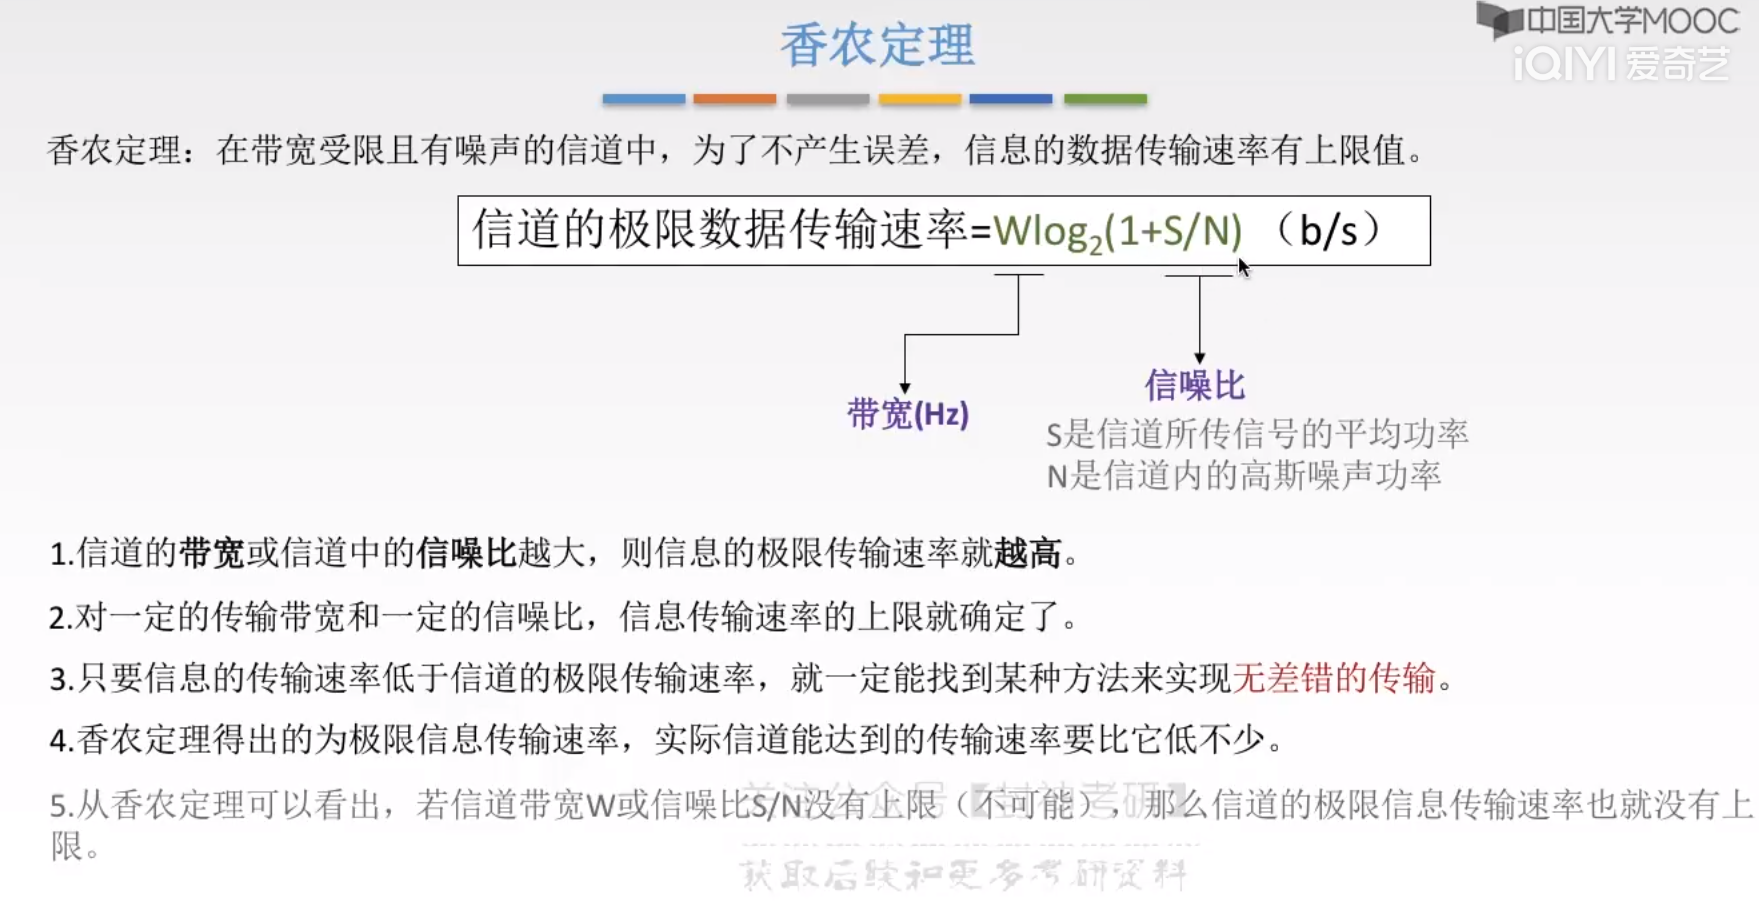 中国大学MOOC
iQIYI 爱奇艺
香农定理
香农定理：在带宽受限且有噪声的信道中，为了不产生误差，信息的数据传输速率有上限值。
信道的极限数据传输速率=Wlog₂(1+S/N) （b/s）
信噪比
带宽(Hz)
S是信道所传信号的平均功率
N是信道内的高斯噪声功率
1.信道的带宽或信道中的信噪比越大，则信息的极限传输速率就越高。
2.对一定的传输带宽和一定的信噪比，信息传输速率的上限就确定了。
3.只要信息的传输速率低于信道的极限传输速率，就一定能找到某种方法来实现无差错的传输。
4.香农定理得出的为极限信息传输速率，实际信道能达到的传输速率要比它低不少。
5.从香农定理可以看出，若信道带宽W或信噪比S/N没有上限（不可能），那么信道的极限信息传输速率也就没有上
限。
获取后续和更多考研资料